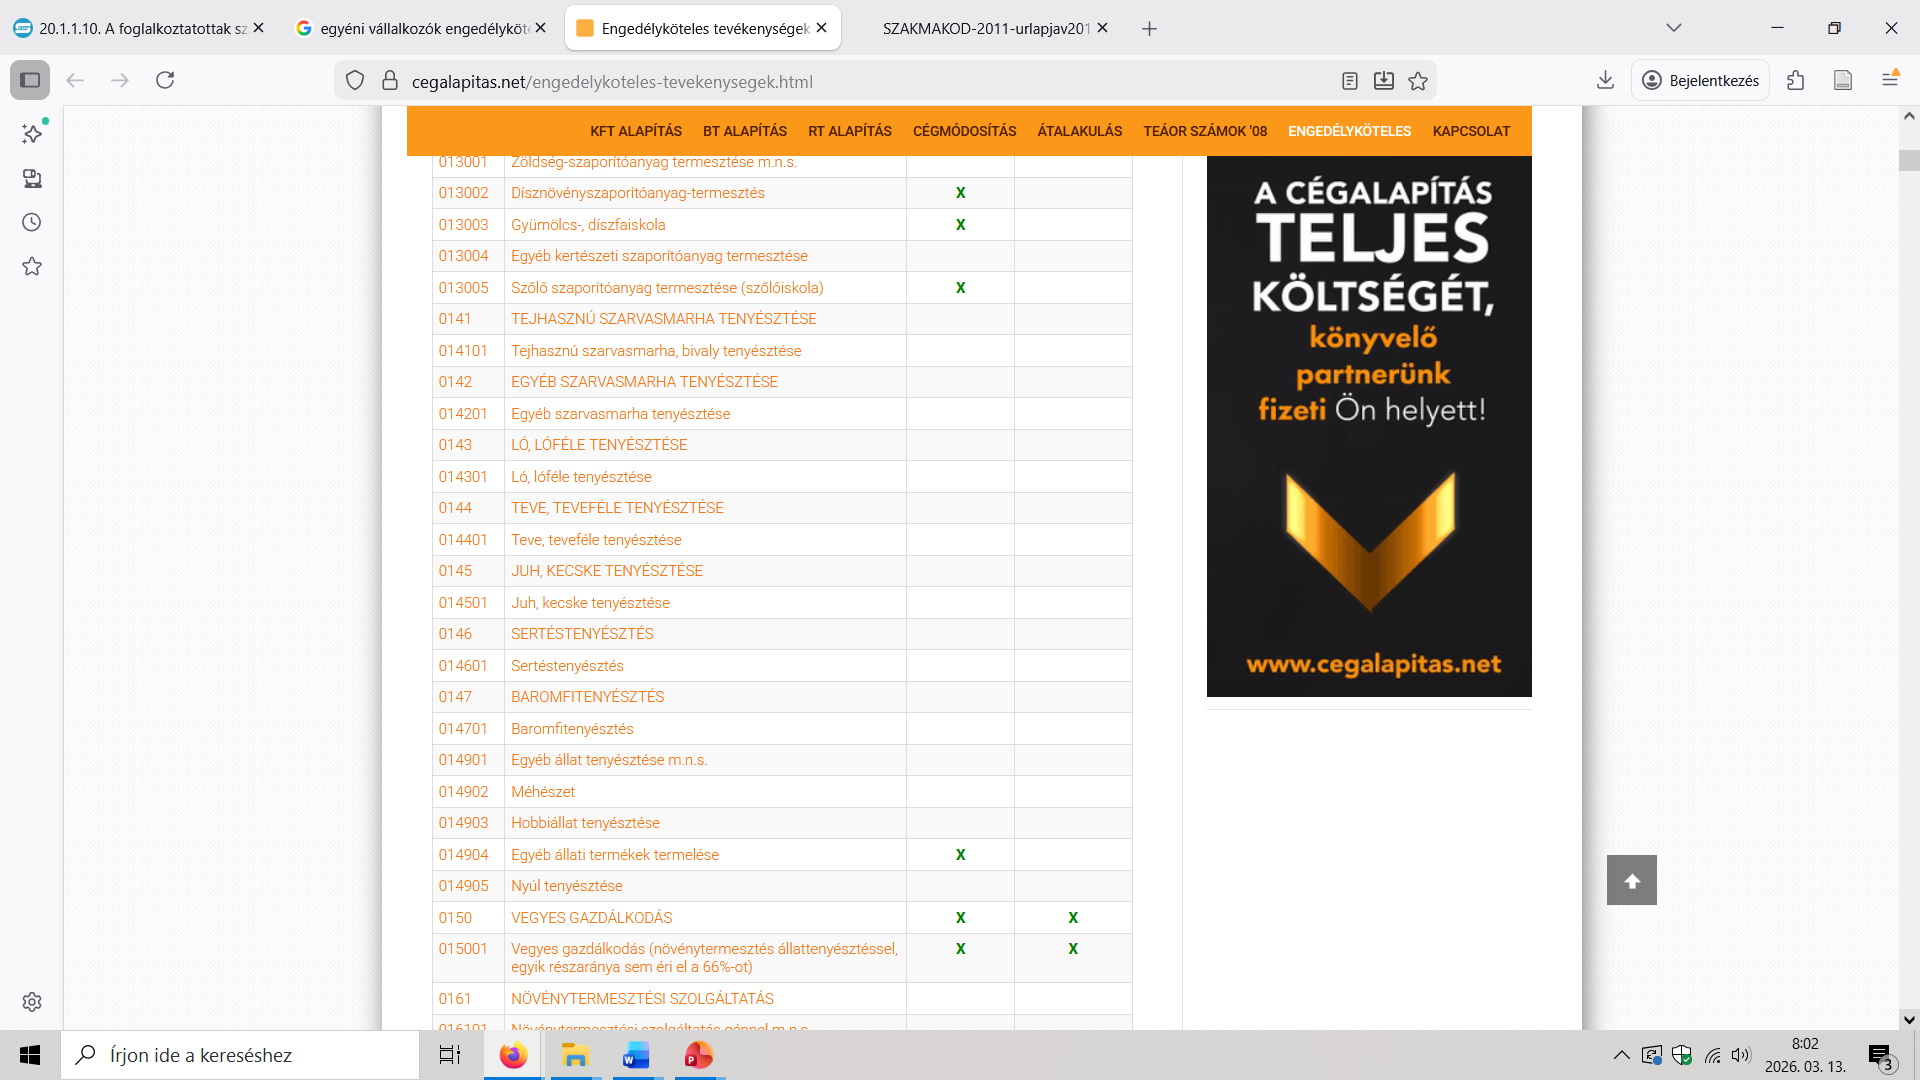 20.1.1.10. A foglalkoztatottak sz
egyéni vállalkozók engedélyköte
Engedélyköteles tevékenységek
SZAKMAKOD-2011-urlapjav201
cegalapitas.net/engedelykoteles-tevekenysegek.html
Bejelentkezés
KFT ALAPÍTÁS BT ALAPÍTÁS RT ALAPÍTÁS CÉGMÓDOSÍTÁS ÁTALAKULÁS TEÁOR SZÁMOK '08 ENGEDÉLYKÖTELES KAPCSOLAT
013001 Zöldség-szaporítóanyag termesztése m.n.s.
013002 Dísznövényszaporítóanyag-termesztés X
013003 Gyümölcs-, díszfaiskola X
013004 Egyéb kertészeti szaporítóanyag termesztése
013005 Szőlő szaporítóanyag termesztése (szőlőiskola) X
0141 TEJHASZNÚ SZARVASMARHA TENYÉSZTÉSE
014101 Tejhasznú szarvasmarha, bivaly tenyésztése
0142 EGYÉB SZARVASMARHA TENYÉSZTÉSE
014201 Egyéb szarvasmarha tenyésztése
0143 LÓ, LÓFÉLE TENYÉSZTÉSE
014301 Ló, lóféle tenyésztése
0144 TEVE, TEVEFÉLE TENYÉSZTÉSE
014401 Teve, teveféle tenyésztése
0145 JUH, KECSKE TENYÉSZTÉSE
014501 Juh, kecske tenyésztése
0146 SERTÉSTENYÉSZTÉS
014601 Sertéstenyésztés
0147 BAROMFITENYÉSZTÉS
014701 Baromfitenyésztés
014901 Egyéb állat tenyésztése m.n.s.
014902 Méhészet
014903 Hobbiállat tenyésztése
014904 Egyéb állati termékek termelése X
014905 Nyúl tenyésztése
0150 VEGYES GAZDÁLKODÁS X X
015001 Vegyes gazdálkodás (növénytermesztés állattenyésztéssel, X X
egyik részaránya sem éri el a 66%-ot)
0161 NÖVÉNYTERMESZTÉSI SZOLGÁLTATÁS
016101 Növénytermesztési szolgáltatás géppel m.n.s.
A CÉGALAPÍTÁS
TELJES
KÖLTSÉGÉT,
könyvelő
partnerünk
fizeti Ön helyett!
www.cegalapitas.net
Írjon ide a kereséshez
8:02
2026. 03. 13.
3